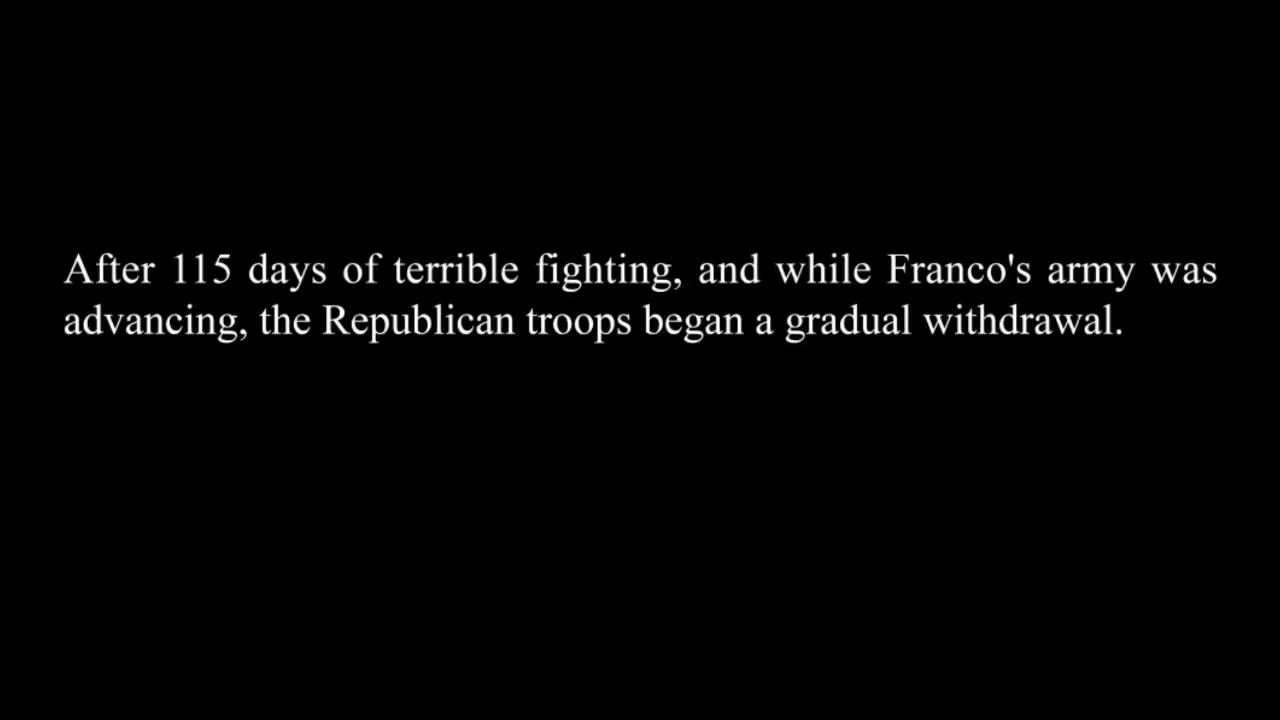 After 115 days of terrible fighting, and while Franco's army was
advancing, the Republican troops began a gradual withdrawal.